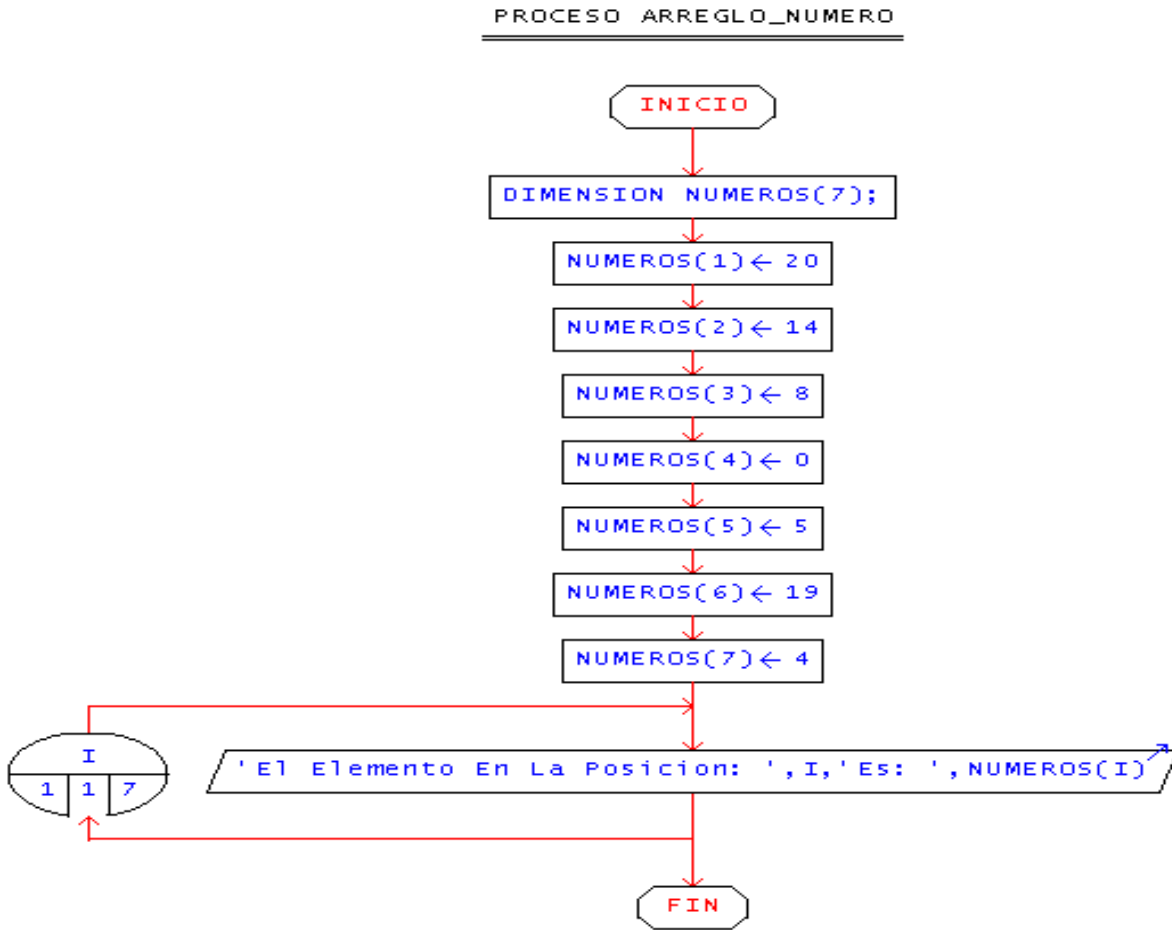 PROCESO ARREGLO_NUMERO
INICIO
DIMENSION NUMEROS(7);
NUMEROS(1)← 20
NUMEROS(2)← 14
NUMEROS(3)← 8
NUMEROS(4)← 0
NUMEROS(5)← 5
NUMEROS(6)← 19
NUMEROS(7)← 4
I
1 1 7
'El Elemento En La Posicion: ',I,'Es: ',NUMEROS(I)
FIN